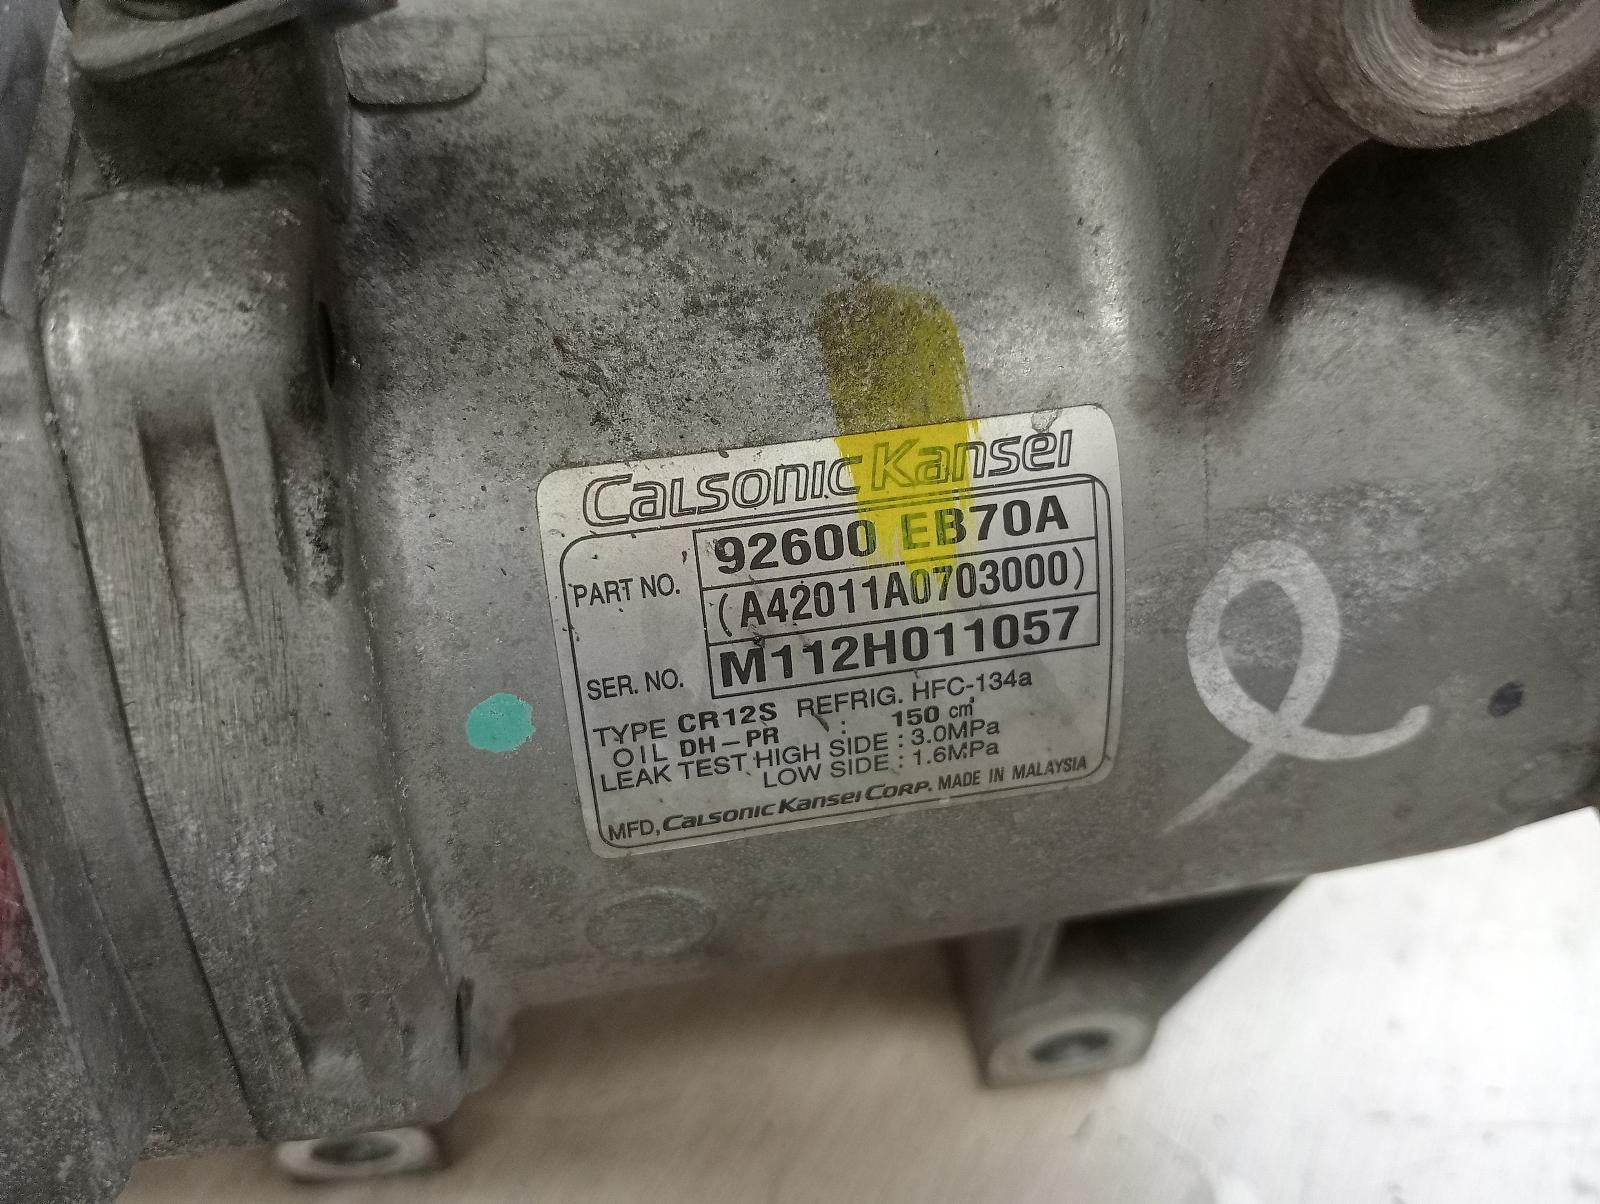 Calsonic Kansei
PART NO. 92600 EB70A
(A42011A0703000)
SER. NO. M112H011057
TYPE CR12S REFRIG. HFC-134a
OIL DH-PR : 150 cm³
LEAK TEST HIGH SIDE : 3.0MPa
LOW SIDE : 1.6MPa
MFD, Calsonic Kansei Corp. MADE IN MALAYSIA